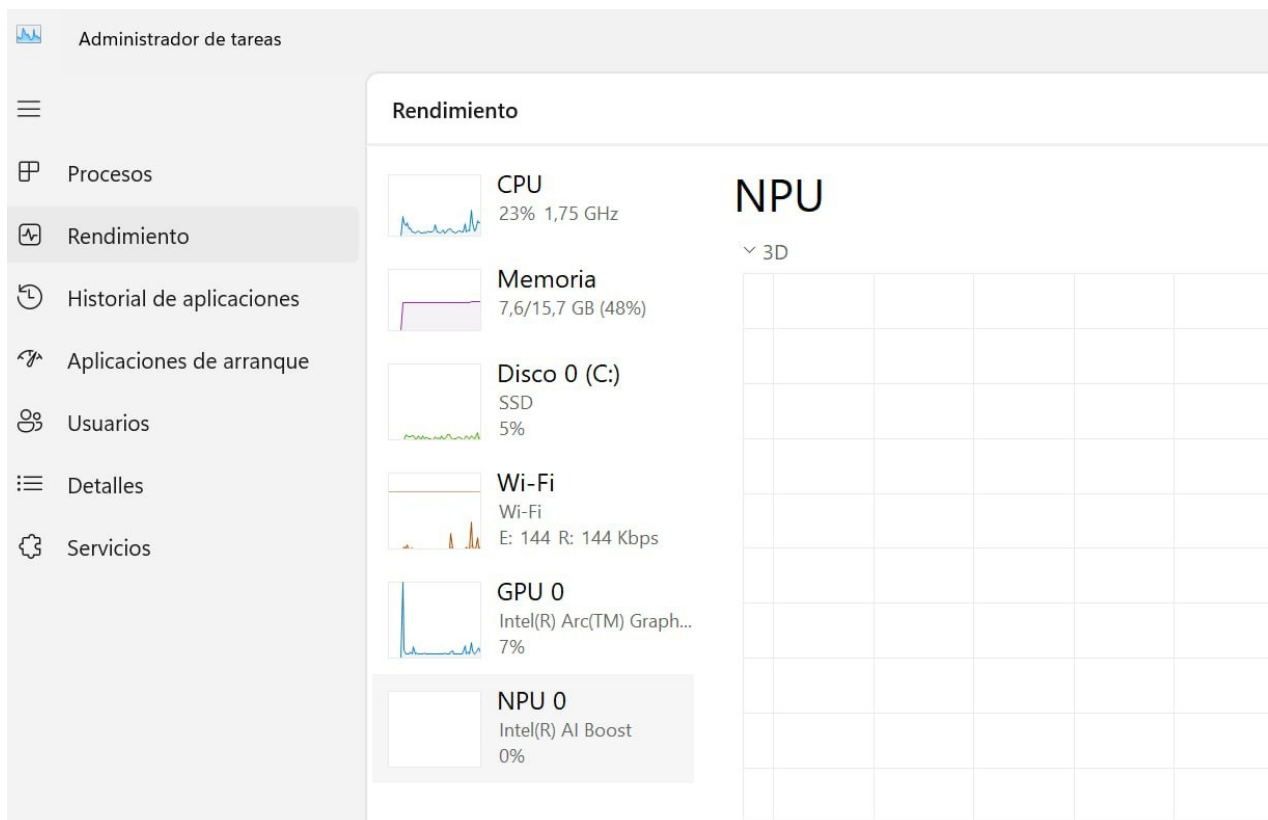 Administrador de tareas
Rendimiento
Procesos
Rendimiento
Historial de aplicaciones
Aplicaciones de arranque
Usuarios
Detalles
Servicios
CPU
23% 1,75 GHz
Memoria
7,6/15,7 GB (48%)
Disco 0 (C:)
SSD
5%
Wi-Fi
Wi-Fi
E: 144 R: 144 Kbps
GPU 0
Intel(R) Arc(TM) Graph...
7%
NPU 0
Intel(R) AI Boost
0%
NPU
3D